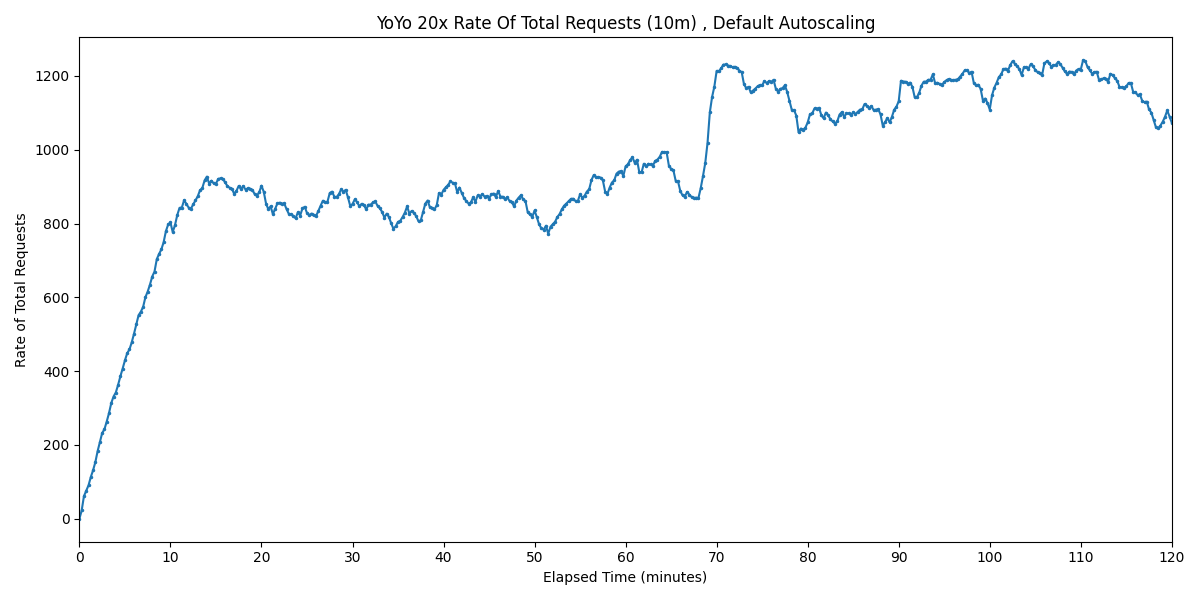 YoYo 20x Rate Of Total Requests (10m) , Default Autoscaling
1200
1000
800
600
400
200
0
Rate of Total Requests
0 10 20 30 40 50 60 70 80 90 100 110 120
Elapsed Time (minutes)